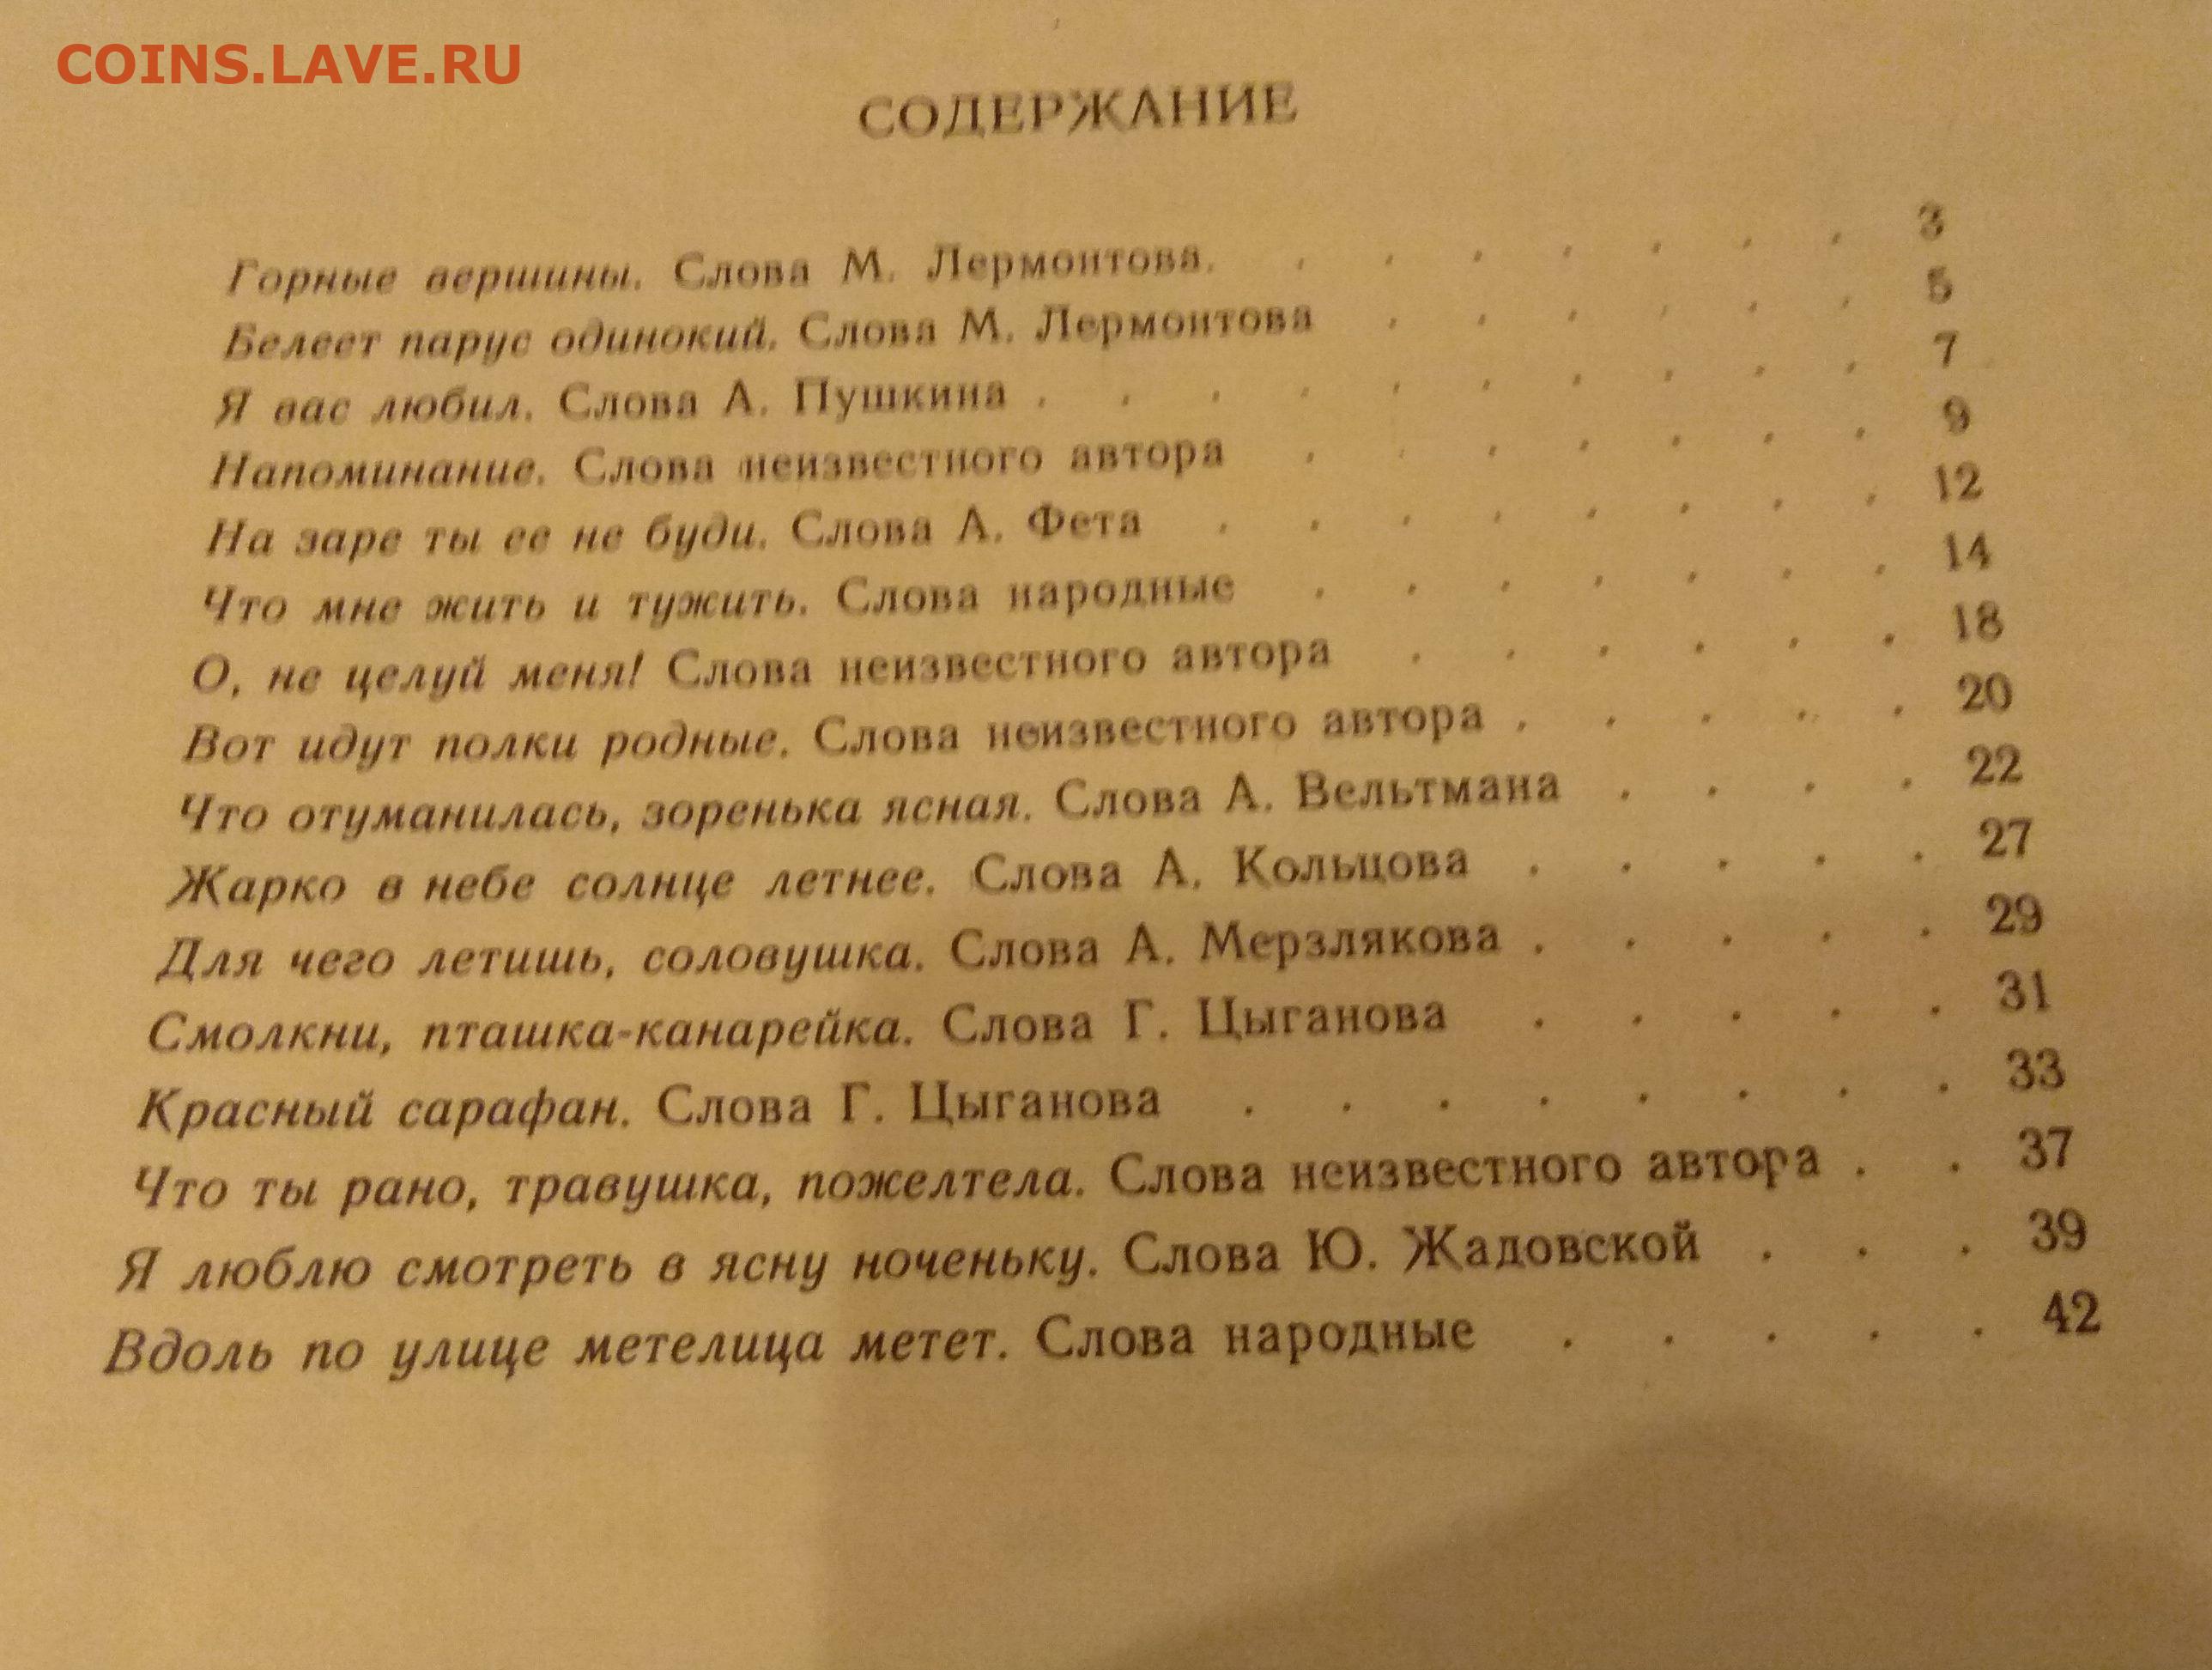 COINS.LAVE.RU
СОДЕРЖАНИЕ
Горные вершины. Слова М. Лермонтова. . . . . . . . 3
Белеет парус одинокий. Слова М. Лермонтова . . . . . . 5
Я вас любил. Слова А. Пушкина . . . . . . . . . . 7
Напоминание. Слова неизвестного автора . . . . . . . 9
На заре ты ее не буди. Слова А. Фета . . . . . . . . 12
Что мне жить и тужить. Слова народные . . . . . . . 14
О, не целуй меня! Слова неизвестного автора . . . . . . 18
Вот идут полки родные. Слова неизвестного автора . . . . . 20
Что отуманилась, зоренька ясная. Слова А. Вельтмана . . . . 22
Жарко в небе солнце летнее. Слова А. Кольцова . . . . . 27
Для чего летишь, соловушка. Слова А. Мерзлякова . . . . . 29
Смолкни, пташка-канарейка. Слова Г. Цыганова . . . . . 31
Красный сарафан. Слова Г. Цыганова . . . . . . . . 33
Что ты рано, травушка, пожелтела. Слова неизвестного автора . . 37
Я люблю смотреть в ясну ноченьку. Слова Ю. Жадовской . . . 39
Вдоль по улице метелица метет. Слова народные . . . . . 42